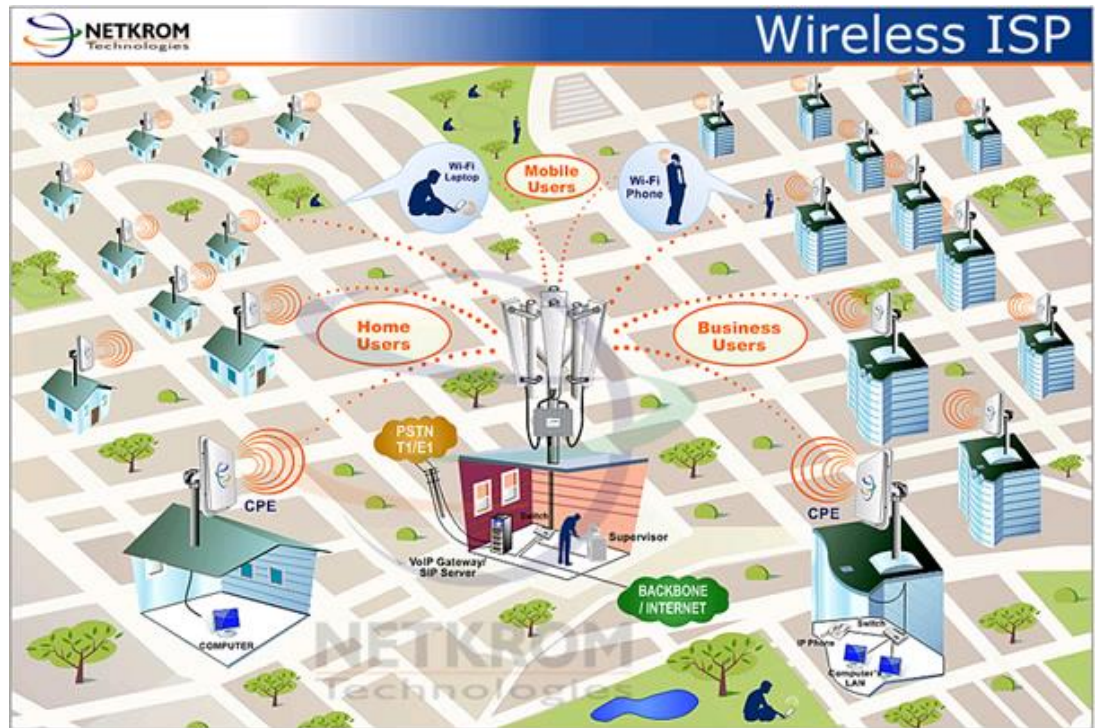 NETKROM
Technologies
Wireless ISP
Wi-Fi
Laptop
Mobile
Users
Wi-Fi
Phone
Home
Users
Business
Users
PSTN
T1/E1
CPE
CPE
Switch
Supervisor
VoIP Gateway/
SIP Server
BACKBONE
/ INTERNET
COMPUTER
Switch
IP Phone
Computer's
LAN
NETKROM
Technologies